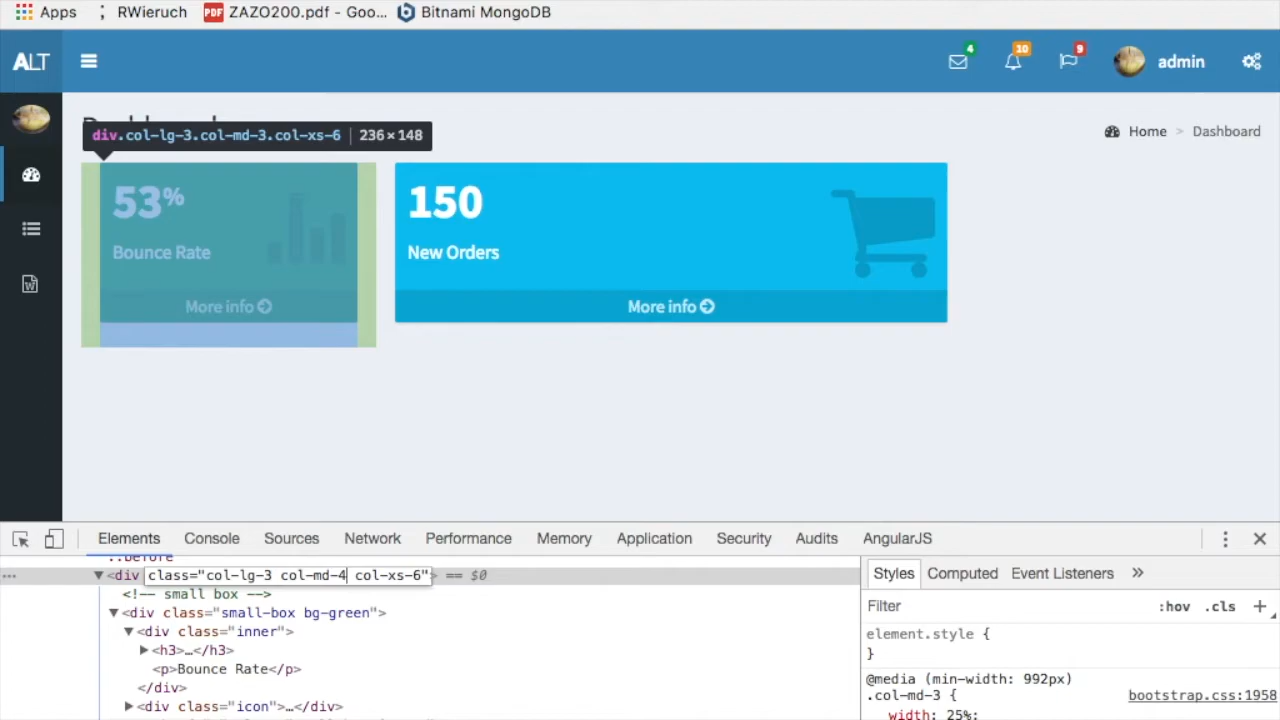 Apps ; RWieruch PDF ZAZO200.pdf - Goo... Bitnami MongoDB
ALT 4 10 9 admin
div.col-lg-3.col-md-3.col-xs-6 | 236 × 148
Home > Dashboard
53%
Bounce Rate
More info
150
New Orders
More info
W
Elements Console Sources Network Performance Memory Application Security Audits AngularJS
::before
... ▼<div class="col-lg-3 col-md-4 col-xs-6"> == $0
<!-- small box -->
▼<div class="small-box bg-green">
▼<div class="inner">
▶<h3>…</h3>
<p>Bounce Rate</p>
</div>
▶<div class="icon">…</div>
Styles Computed Event Listeners »
Filter :hov .cls +
element.style {
}
@media (min-width: 992px)
.col-md-3 { bootstrap.css:1958
width: 25%;